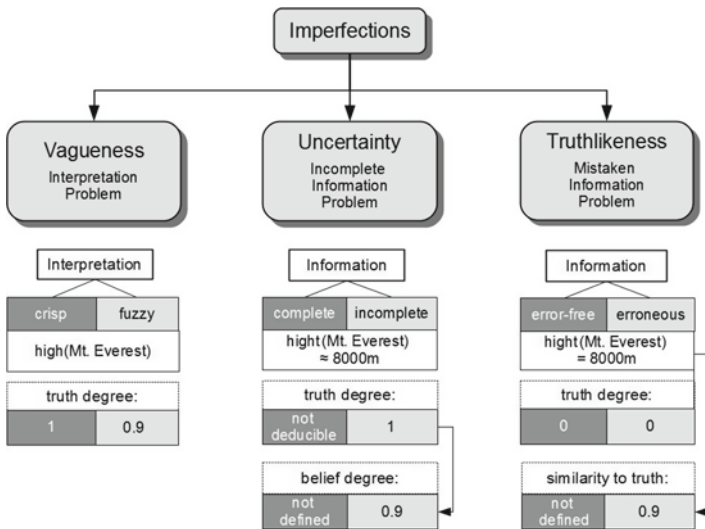 Imperfections
Vagueness
Interpretation
Problem
Uncertainty
Incomplete
Information
Problem
Truthlikeness
Mistaken
Information
Problem
Interpretation
crisp
fuzzy
high(Mt. Everest)
truth degree:
1
0.9
Information
complete
incomplete
hight(Mt. Everest)
≈ 8000m
truth degree:
not
deducible
1
belief degree:
not
defined
0.9
Information
error-free
erroneous
hight(Mt. Everest)
= 8000m
truth degree:
0
0
similarity to truth:
not
defined
0.9